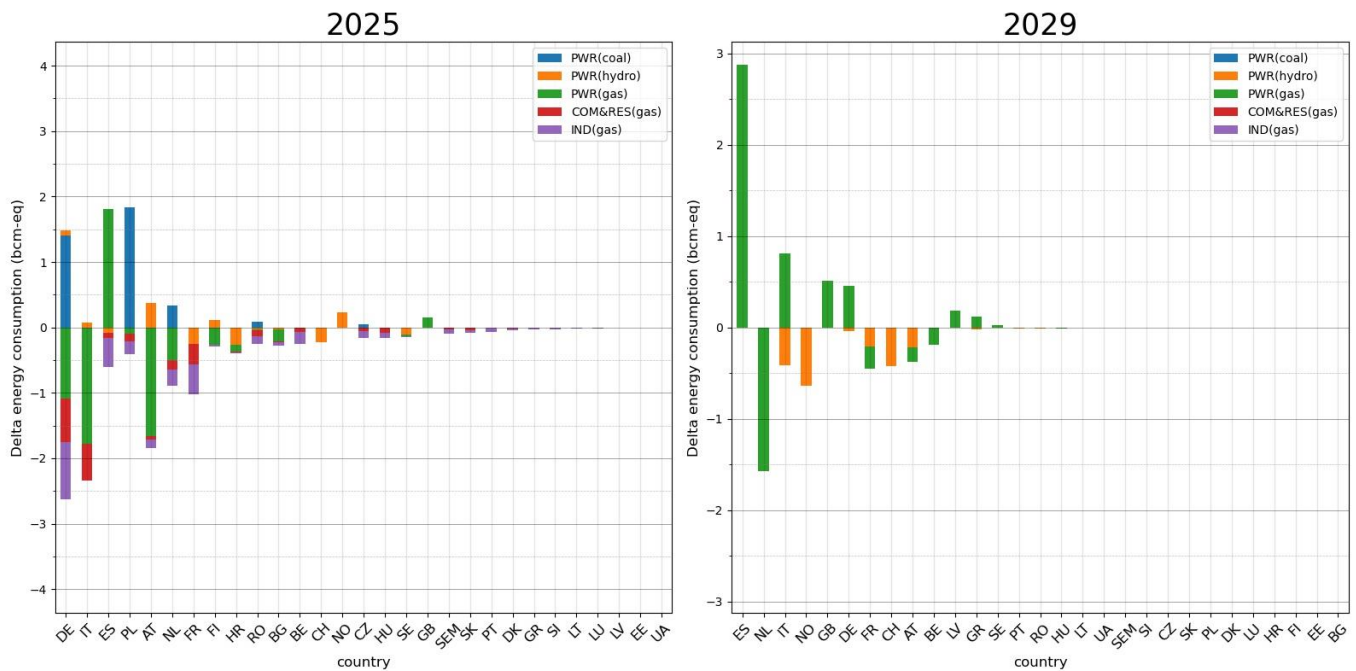 2025
Delta energy consumption (bcm-eq)
4
3
2
1
0
−1
−2
−3
−4
PWR(coal)
PWR(hydro)
PWR(gas)
COM&RES(gas)
IND(gas)
DE IT ES PL AT NL FR FI HR RO BG BE CH NO CZ HU SE GB SEM SK PT DK GR SI LT LU LV EE UA
country
2029
Delta energy consumption (bcm-eq)
3
2
1
0
−1
−2
−3
PWR(coal)
PWR(hydro)
PWR(gas)
COM&RES(gas)
IND(gas)
ES NL IT NO GB DE FR CH AT BE LV GR SE PT RO HU LT UA SEM SI CZ SK PL DK LU HR FI EE BG
country